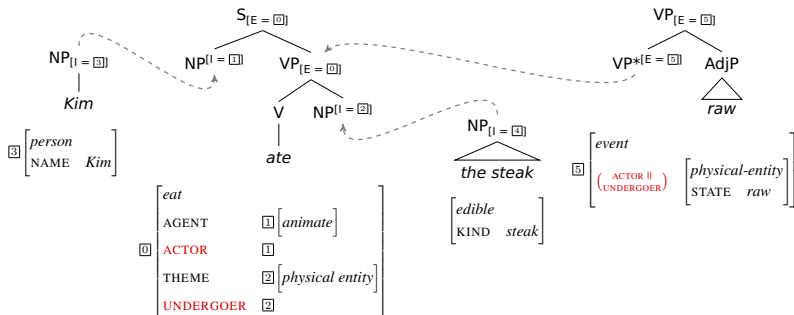 S[E = 0]
VP[E = 5]
NP[I = 3]
NP[I = 1]
VP[E = 0]
VP*[E = 5]
AdjP
Kim
V
NP[I = 2]
NP[I = 4]
raw
ate
the steak
3 [person
NAME Kim]
5 [event
(ACTOR ||
UNDERGOER) [physical-entity
STATE raw]]
0 [eat
AGENT 1 [animate]
ACTOR 1
THEME 2 [physical entity]
UNDERGOER 2]
[edible
KIND steak]